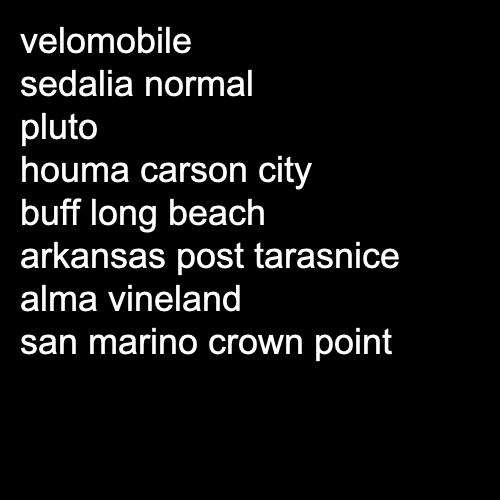 velomobile
sedalia normal
pluto
houma carson city
buff long beach
arkansas post tarasnice
alma vineland
san marino crown point